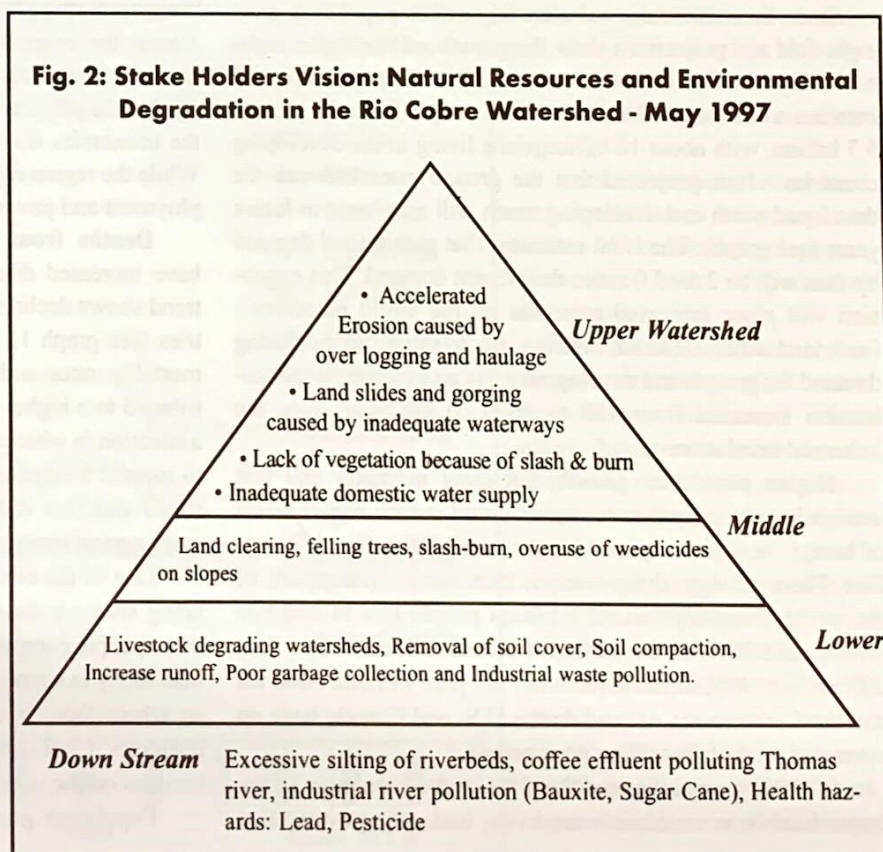 Fig. 2: Stake Holders Vision: Natural Resources and Environmental
Degradation in the Rio Cobre Watershed - May 1997
• Accelerated
Erosion caused by
over logging and haulage
Upper Watershed
• Land slides and gorging
caused by inadequate waterways
• Lack of vegetation because of slash & burn
• Inadequate domestic water supply
Middle
Land clearing, felling trees, slash-burn, overuse of weedicides
on slopes
Lower
Livestock degrading watersheds, Removal of soil cover, Soil compaction,
Increase runoff, Poor garbage collection and Industrial waste pollution.
Down Stream Excessive silting of riverbeds, coffee effluent polluting Thomas
river, industrial river pollution (Bauxite, Sugar Cane), Health haz-
ards: Lead, Pesticide